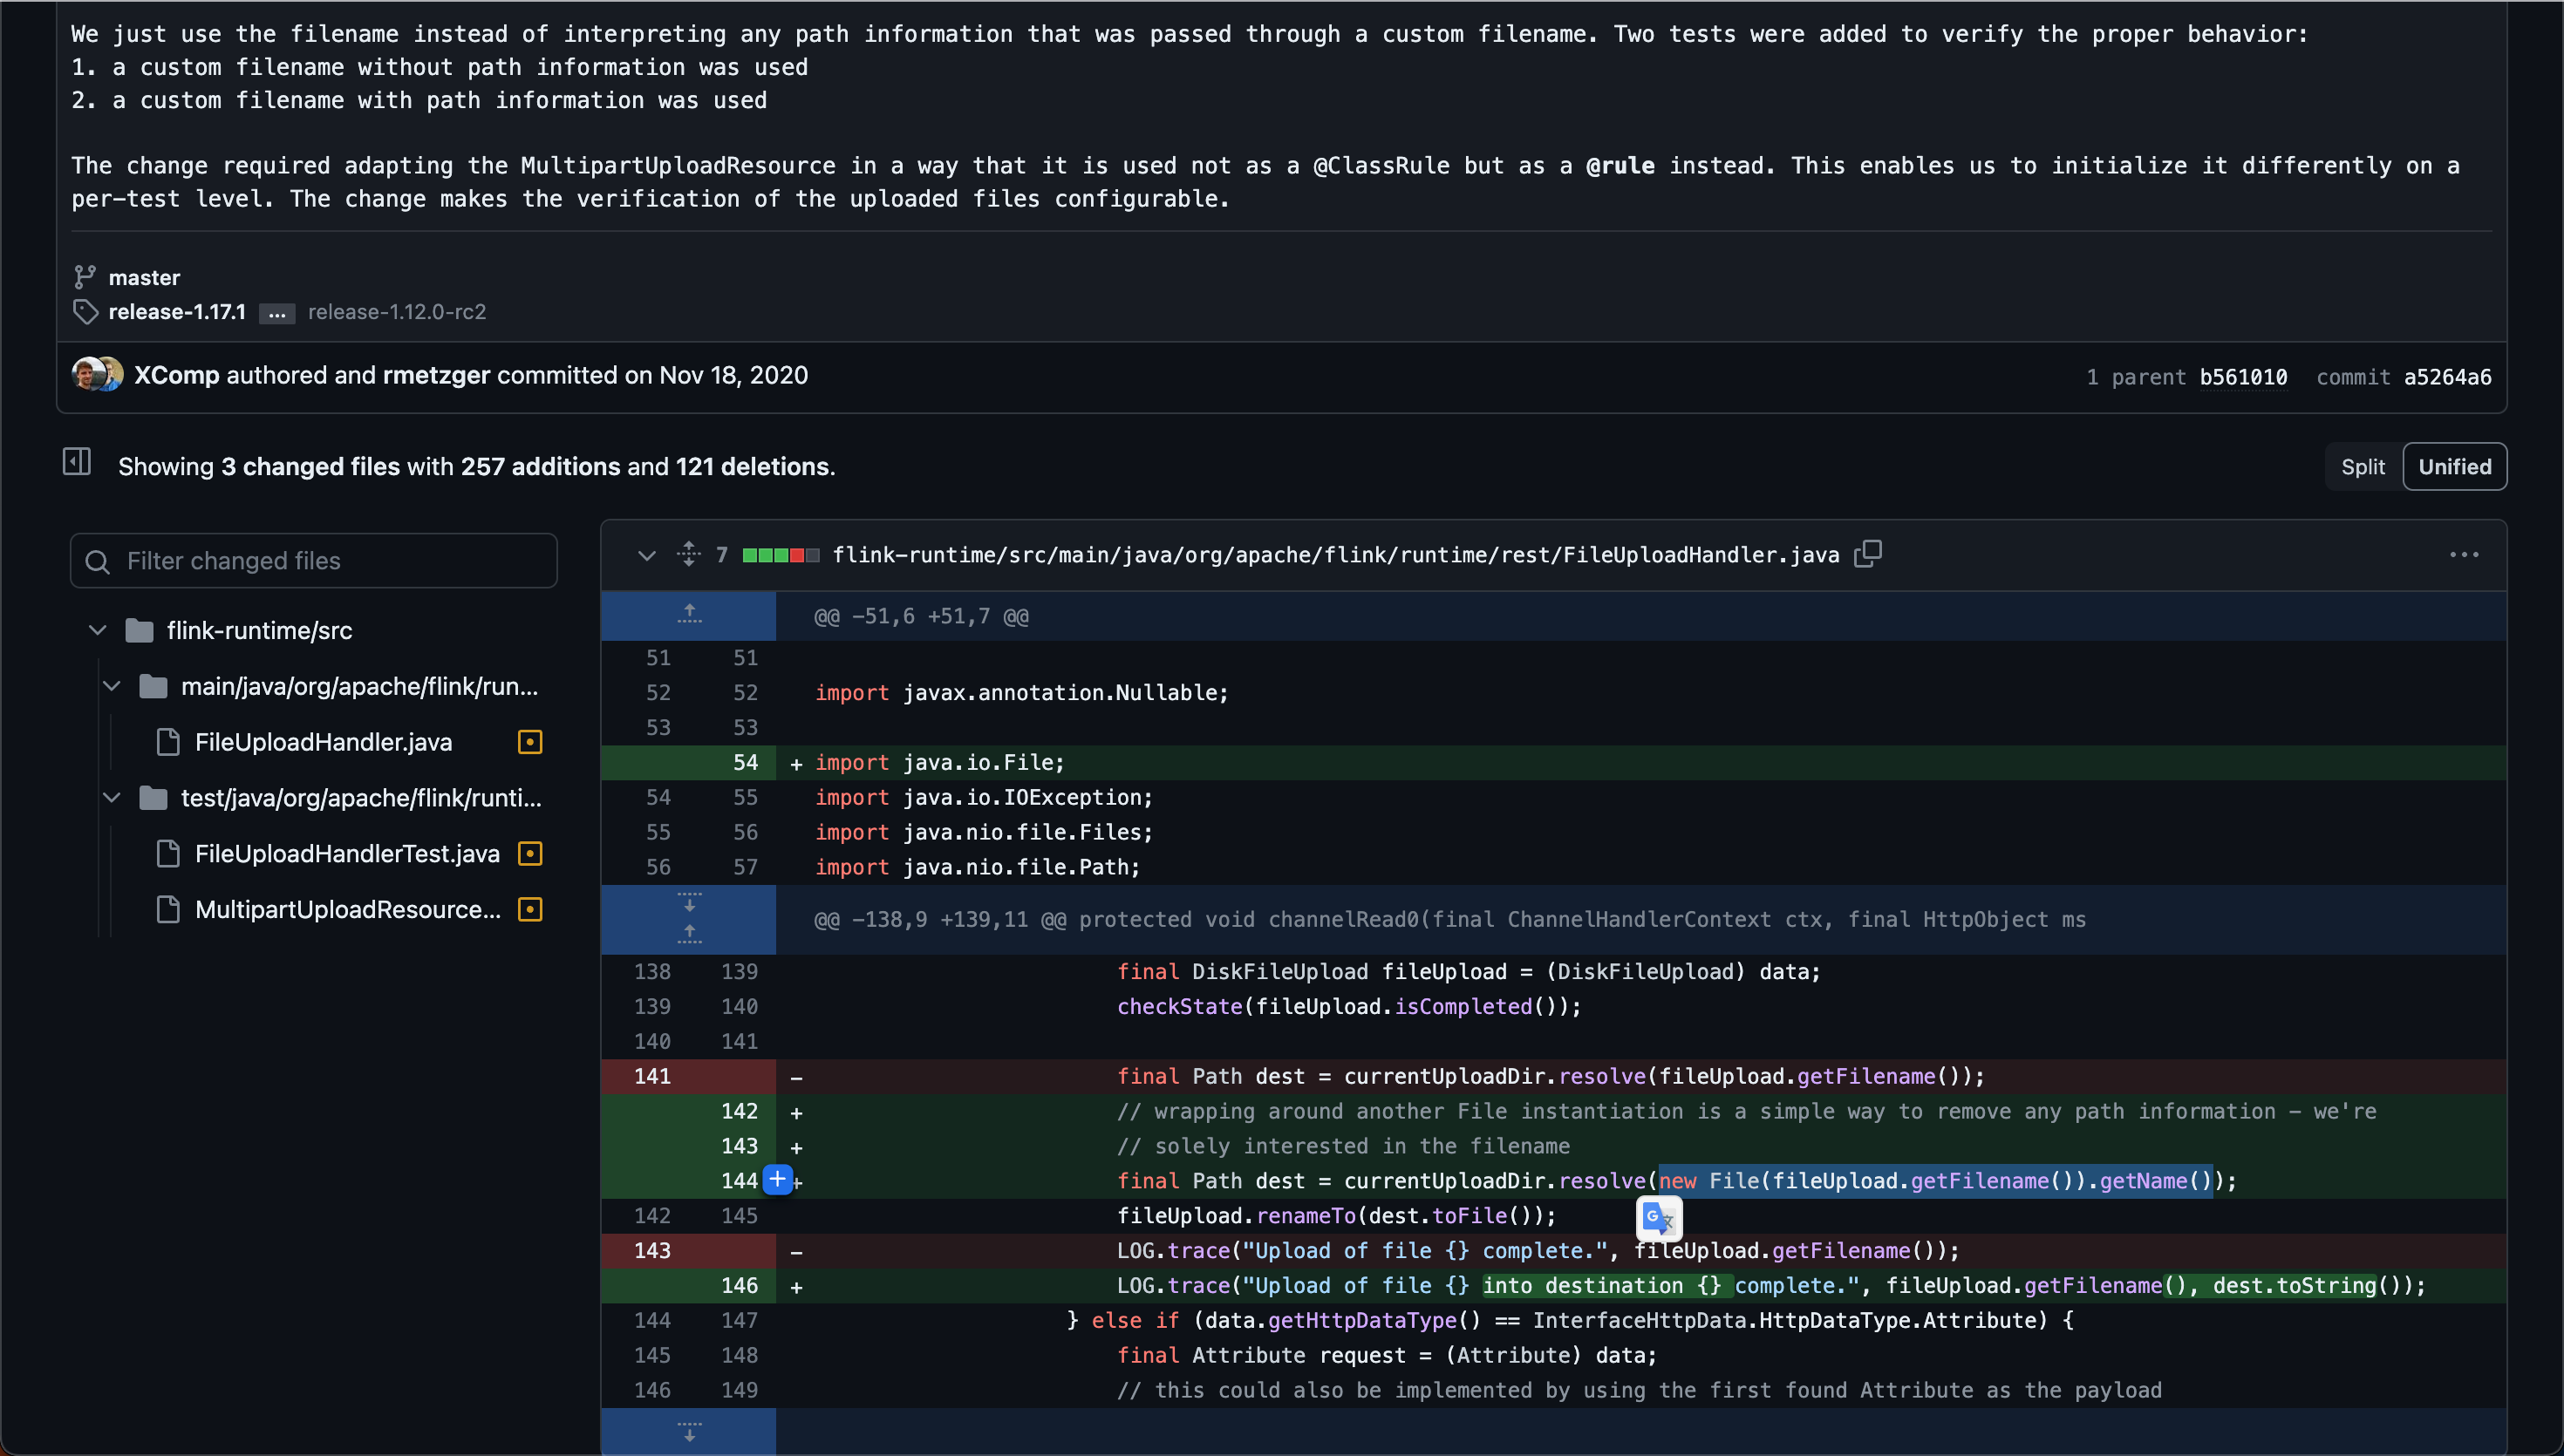 We just use the filename instead of interpreting any path information that was passed through a custom filename. Two tests were added to verify the proper behavior:
1. a custom filename without path information was used
2. a custom filename with path information was used
The change required adapting the MultipartUploadResource in a way that it is used not as a @ClassRule but as a @rule instead. This enables us to initialize it differently on a
per-test level. The change makes the verification of the uploaded files configurable.
master
release-1.17.1 ... release-1.12.0-rc2
XComp authored and rmetzger committed on Nov 18, 2020
1 parent b561010 commit a5264a6
Showing 3 changed files with 257 additions and 121 deletions.
Split Unified
Filter changed files
flink-runtime/src
main/java/org/apache/flink/run...
FileUploadHandler.java
test/java/org/apache/flink/runti...
FileUploadHandlerTest.java
MultipartUploadResource...
7 flink-runtime/src/main/java/org/apache/flink/runtime/rest/FileUploadHandler.java
@@ -51,6 +51,7 @@
51 51
52 52 import javax.annotation.Nullable;
53 53
54 + import java.io.File;
54 55 import java.io.IOException;
55 56 import java.nio.file.Files;
56 57 import java.nio.file.Path;
@@ -138,9 +139,11 @@ protected void channelRead0(final ChannelHandlerContext ctx, final HttpObject ms
138 139 final DiskFileUpload fileUpload = (DiskFileUpload) data;
139 140 checkState(fileUpload.isCompleted());
140 141
141 - final Path dest = currentUploadDir.resolve(fileUpload.getFilename());
142 + // wrapping around another File instantiation is a simple way to remove any path information - we're
143 + // solely interested in the filename
144 + final Path dest = currentUploadDir.resolve(new File(fileUpload.getFilename()).getName());
142 145 fileUpload.renameTo(dest.toFile());
143 - LOG.trace("Upload of file {} complete.", fileUpload.getFilename());
146 + LOG.trace("Upload of file {} into destination {} complete.", fileUpload.getFilename(), dest.toString());
144 147 } else if (data.getHttpDataType() == InterfaceHttpData.HttpDataType.Attribute) {
145 148 final Attribute request = (Attribute) data;
146 149 // this could also be implemented by using the first found Attribute as the payload